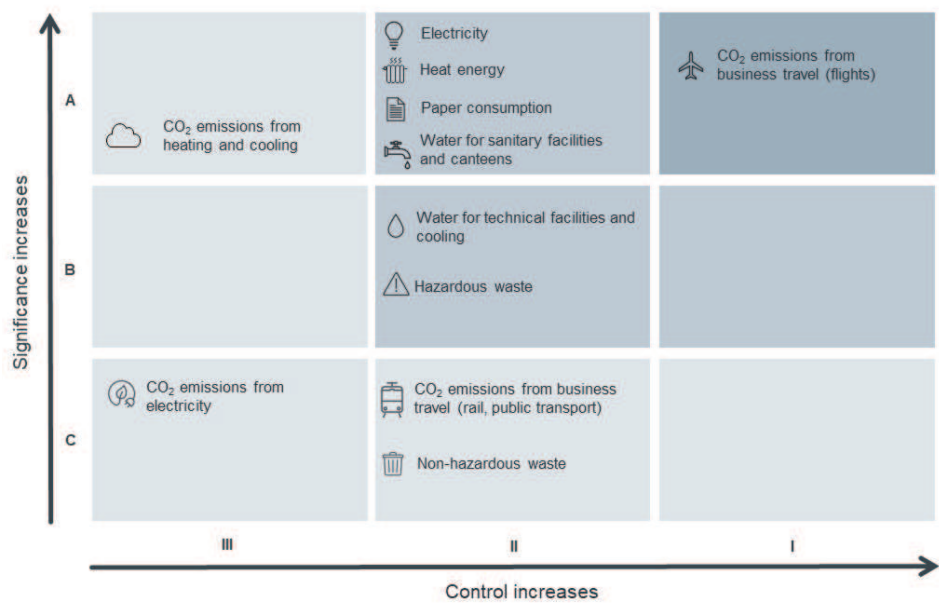 Significance increases
A
B
C
CO₂ emissions from
heating and cooling
Electricity
Heat energy
Paper consumption
Water for sanitary facilities
and canteens
CO₂ emissions from
business travel (flights)
Water for technical facilities and
cooling
Hazardous waste
CO₂ emissions from
electricity
CO₂ emissions from business
travel (rail, public transport)
Non-hazardous waste
III
II
I
Control increases